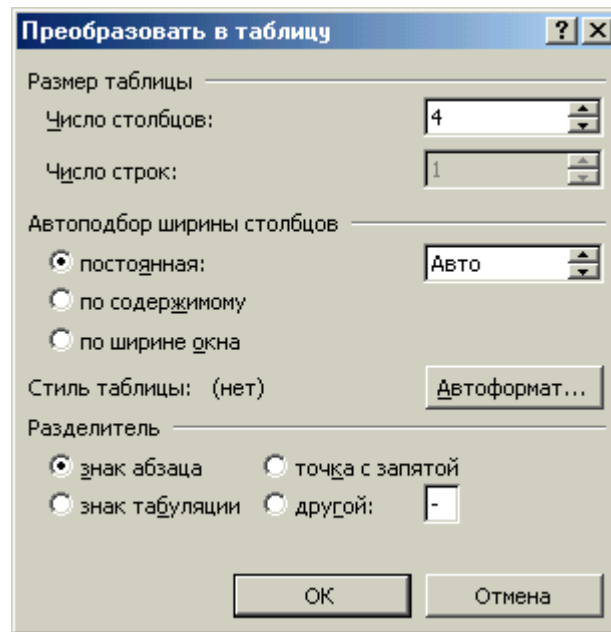 Преобразовать в таблицу
Размер таблицы
Число столбцов: 4
Число строк: 1
Автоподбор ширины столбцов
постоянная: Авто
по содержимому
по ширине окна
Стиль таблицы: (нет) Автоформат...
Разделитель
знак абзаца точка с запятой
знак табуляции другой: -
ОК Отмена